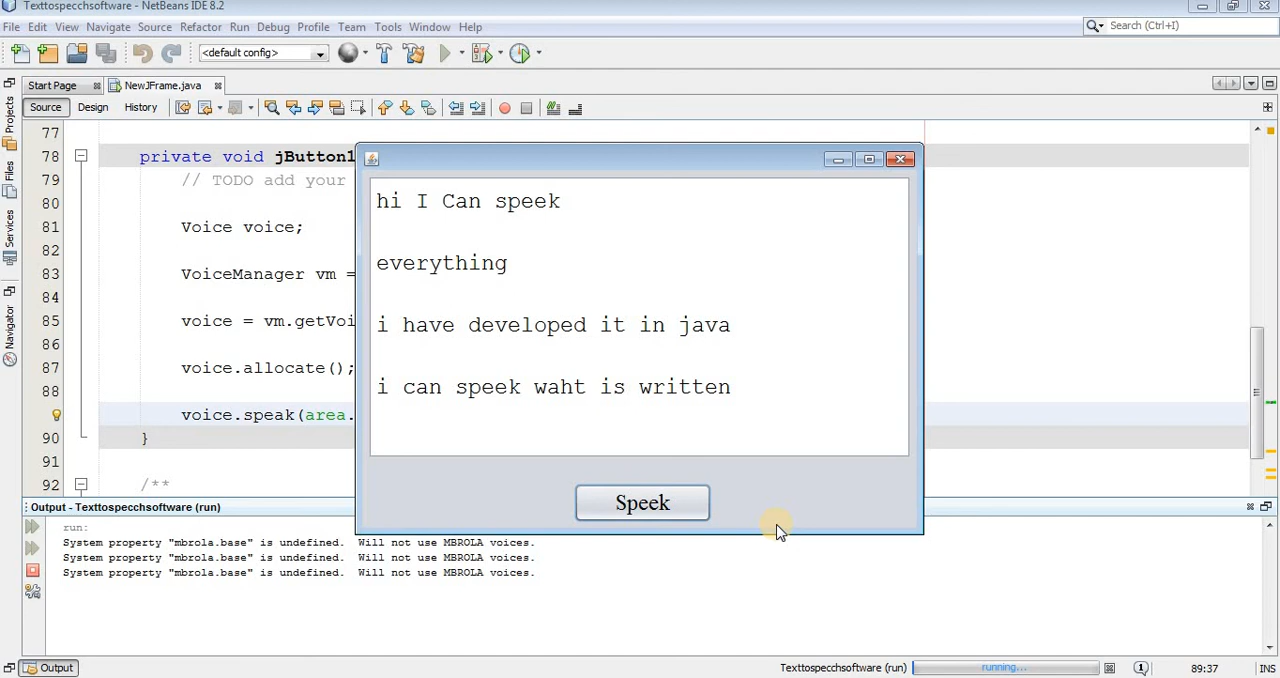 Texttospecchsoftware - NetBeans IDE 8.2
File Edit View Navigate Source Refactor Run Debug Profile Team Tools Window Help
Search (Ctrl+I)
<default config>
Start Page NewJFrame.java
Source Design History
Projects
Files
Services
Navigator
77
78 private void jButton1
79 // TODO add your
80
81 Voice voice;
82
83 VoiceManager vm =
84
85 voice = vm.getVoi
86
87 voice.allocate();
88
89 voice.speak(area.
90 }
91
92 /**
hi I Can speek
everything
i have developed it in java
i can speek waht is written
Speek
Output - Texttospecchsoftware (run)
run:
System property "mbrola.base" is undefined. Will not use MBROLA voices.
System property "mbrola.base" is undefined. Will not use MBROLA voices.
System property "mbrola.base" is undefined. Will not use MBROLA voices.
Output
Texttospecchsoftware (run) running... 1 89:37 INS